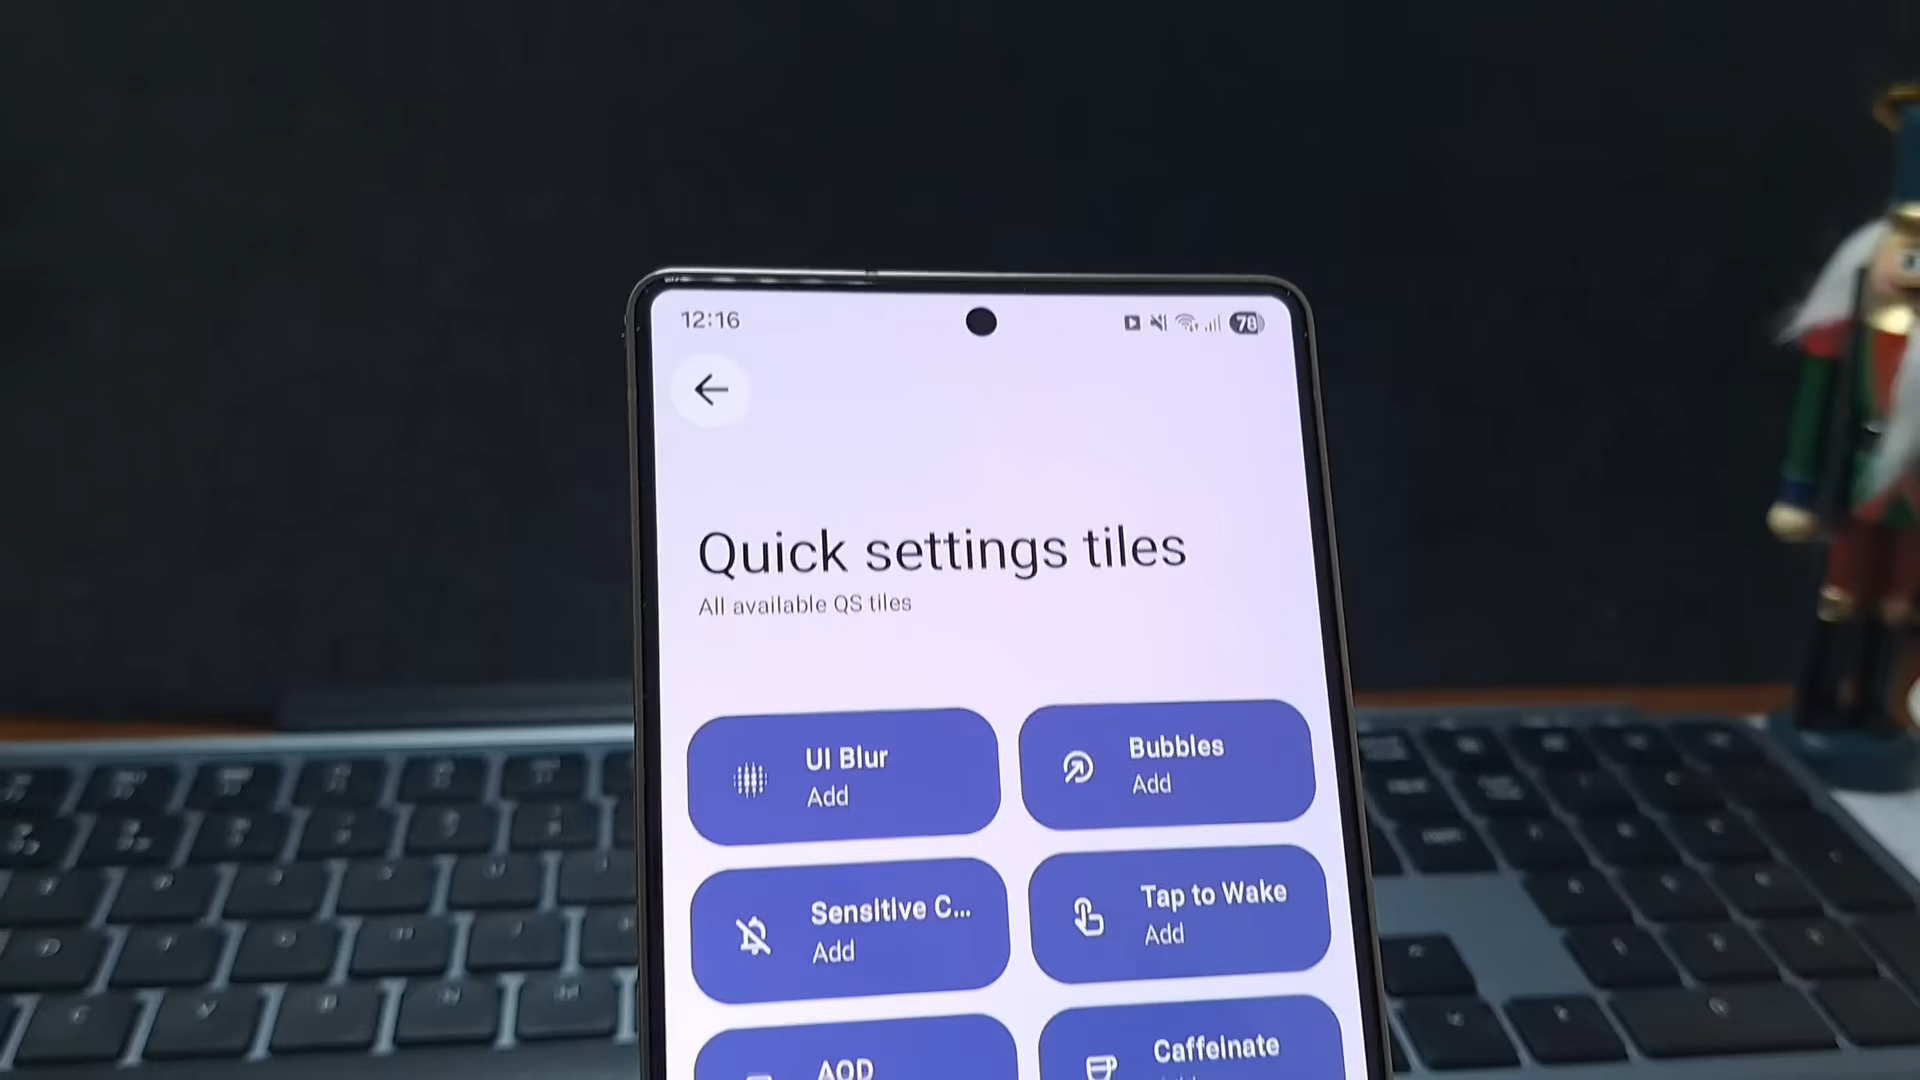 12:16
78
Quick settings tiles
All available QS tiles
UI Blur
Add
Bubbles
Add
Sensitive C...
Add
Tap to Wake
Add
AOD
Caffeinate